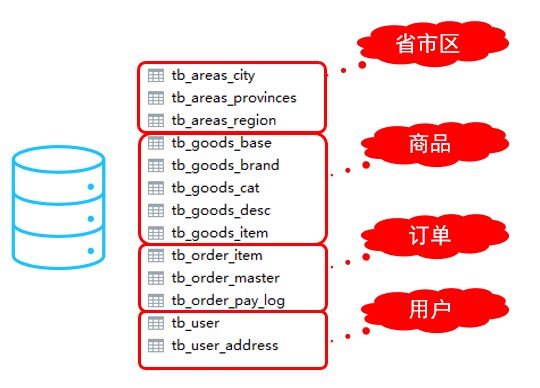 省市区
tb_areas_city
tb_areas_provinces
tb_areas_region
商品
tb_goods_base
tb_goods_brand
tb_goods_cat
tb_goods_desc
tb_goods_item
订单
tb_order_item
tb_order_master
tb_order_pay_log
用户
tb_user
tb_user_address